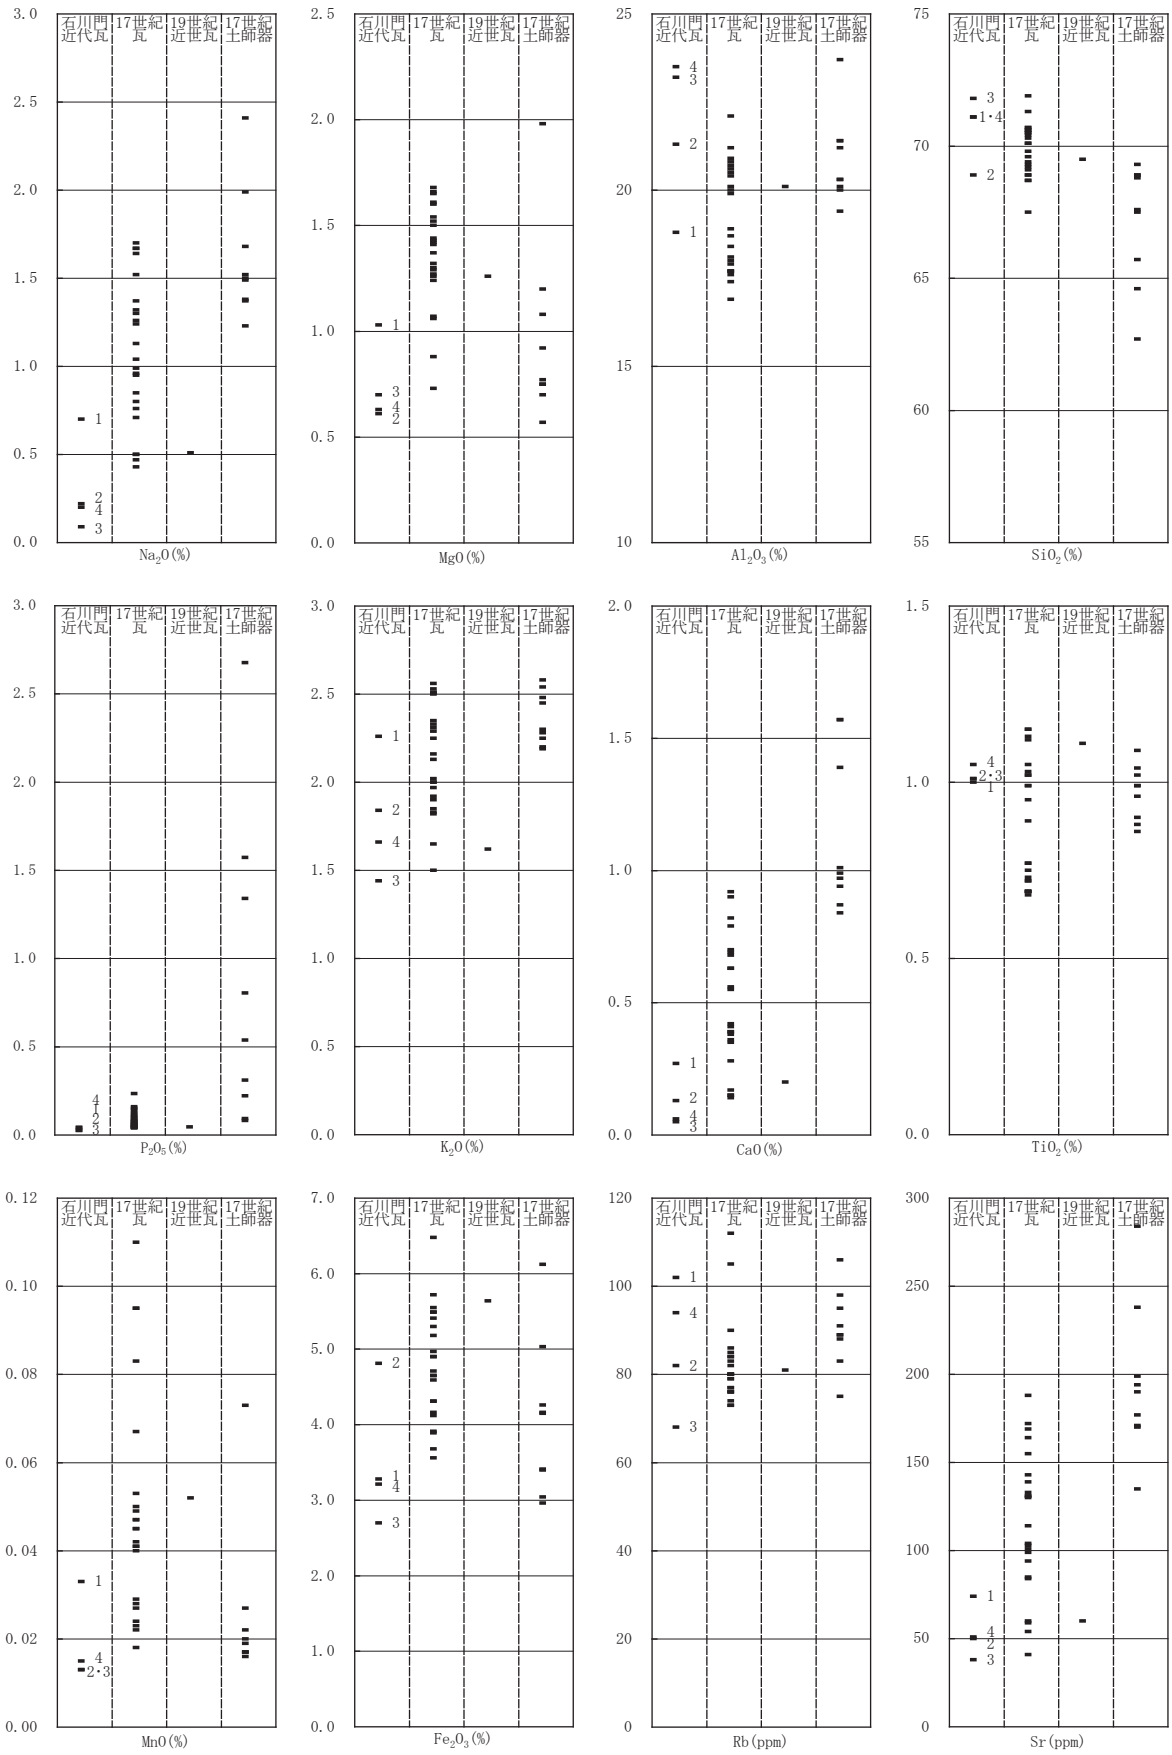 3.0
2.5
2.0
1.5
1.0
0.5
0.0
石川門
近代瓦
17世紀
瓦
19世紀
近世瓦
17世紀
土師器
1
2
4
3
Na₂O(%)
2.5
2.0
1.5
1.0
0.5
0.0
石川門
近代瓦
17世紀
瓦
19世紀
近世瓦
17世紀
土師器
1
3
4
2
MgO(%)
25
20
15
10
石川門
近代瓦
17世紀
瓦
19世紀
近世瓦
17世紀
土師器
4
3
2
1
Al₂O₃(%)
75
70
65
60
55
石川門
近代瓦
17世紀
瓦
19世紀
近世瓦
17世紀
土師器
3
1・4
2
SiO₂(%)
3.0
2.5
2.0
1.5
1.0
0.5
0.0
石川門
近代瓦
17世紀
瓦
19世紀
近世瓦
17世紀
土師器
4
1
2
3
P₂O₅(%)
3.0
2.5
2.0
1.5
1.0
0.5
0.0
石川門
近代瓦
17世紀
瓦
19世紀
近世瓦
17世紀
土師器
1
2
4
3
K₂O(%)
2.0
1.5
1.0
0.5
0.0
石川門
近代瓦
17世紀
瓦
19世紀
近世瓦
17世紀
土師器
1
2
4
3
CaO(%)
1.5
1.0
0.5
0.0
石川門
近代瓦
17世紀
瓦
19世紀
近世瓦
17世紀
土師器
4
2・3
1
TiO₂(%)
0.12
0.10
0.08
0.06
0.04
0.02
0.00
石川門
近代瓦
17世紀
瓦
19世紀
近世瓦
17世紀
土師器
1
4
2・3
MnO(%)
7.0
6.0
5.0
4.0
3.0
2.0
1.0
0.0
石川門
近代瓦
17世紀
瓦
19世紀
近世瓦
17世紀
土師器
2
1
4
3
Fe₂O₃(%)
120
100
80
60
40
20
0
石川門
近代瓦
17世紀
瓦
19世紀
近世瓦
17世紀
土師器
1
4
2
3
Rb(ppm)
300
250
200
150
100
50
0
石川門
近代瓦
17世紀
瓦
19世紀
近世瓦
17世紀
土師器
1
4
2
3
Sr(ppm)